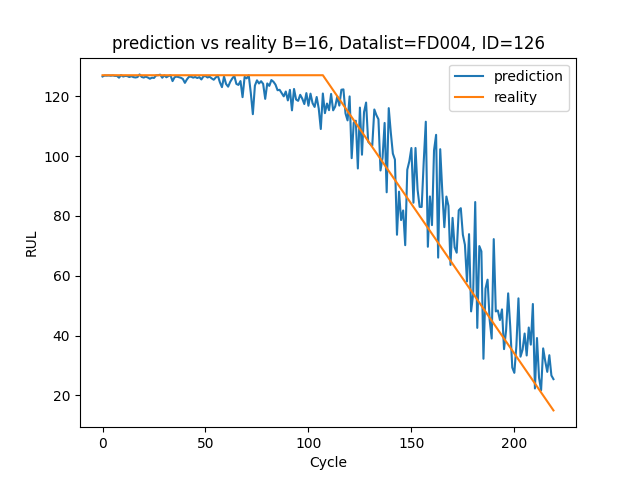 prediction vs reality B=16, Datalist=FD004, ID=126
prediction
reality
RUL
120
100
80
60
40
20
0
50
100
150
200
Cycle